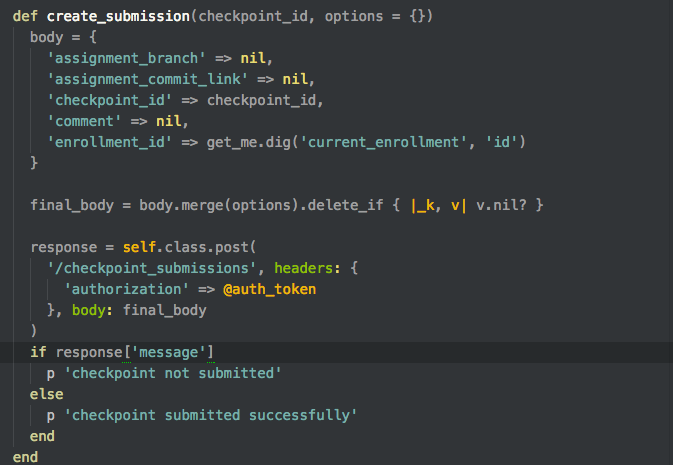 def create_submission(checkpoint_id, options = {})
  body = {
    'assignment_branch' => nil,
    'assignment_commit_link' => nil,
    'checkpoint_id' => checkpoint_id,
    'comment' => nil,
    'enrollment_id' => get_me.dig('current_enrollment', 'id')
  }

  final_body = body.merge(options).delete_if { |_k, v| v.nil? }

  response = self.class.post(
    '/checkpoint_submissions', headers: {
      'authorization' => @auth_token
    }, body: final_body
  )
  if response['message']
    p 'checkpoint not submitted'
  else
    p 'checkpoint submitted successfully'
  end
end